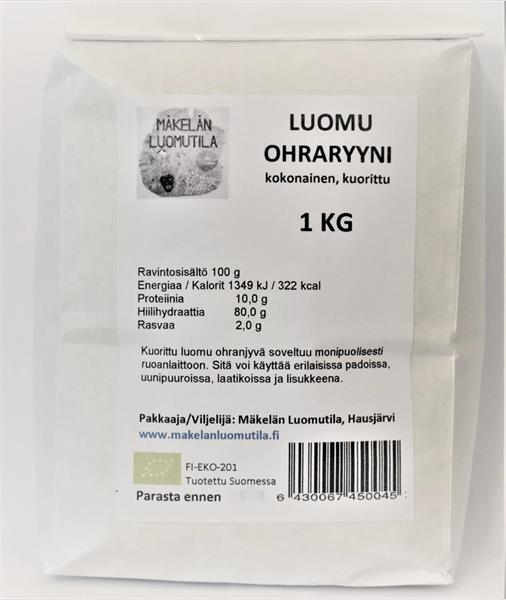 MÄKELÄN
LUOMUTILA
LUOMU
OHRARYYNI
kokonainen, kuorittu
1 KG
Ravintosisältö 100 g
Energiaa / Kalorit 1349 kJ / 322 kcal
Proteiinia 10,0 g
Hiilihydraattia 80,0 g
Rasvaa 2,0 g
Kuorittu luomu ohranjyvä soveltuu monipuolisesti
ruoanlaittoon. Sitä voi käyttää erilaisissa padoissa,
uunipuuroissa, laatikoissa ja lisukkeena.
Pakkaaja/Viljelijä: Mäkelän Luomutila, Hausjärvi
www.makelanluomutila.fi
FI-EKO-201
Tuotettu Suomessa
Parasta ennen
6 430067 450045